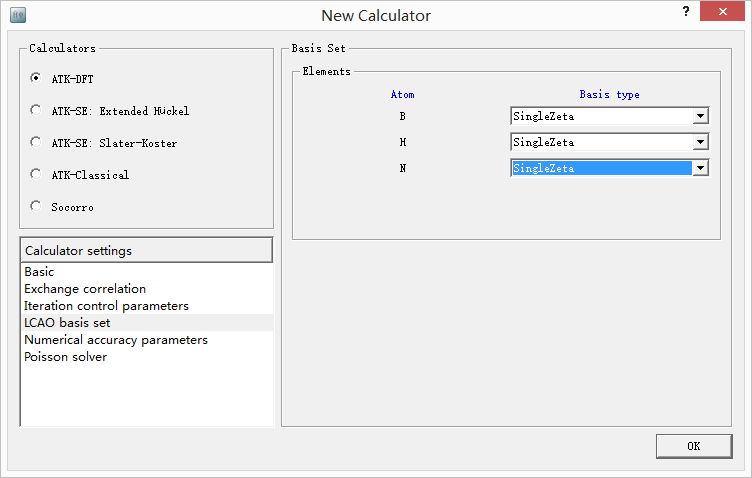 New Calculator
?
×
Calculators
ATK-DFT
ATK-SE: Extended Hückel
ATK-SE: Slater-Koster
ATK-Classical
Socorro
Calculator settings
Basic
Exchange correlation
Iteration control parameters
LCAO basis set
Numerical accuracy parameters
Poisson solver
Basis Set
Elements
Atom Basis type
B SingleZeta
H SingleZeta
N SingleZeta
OK